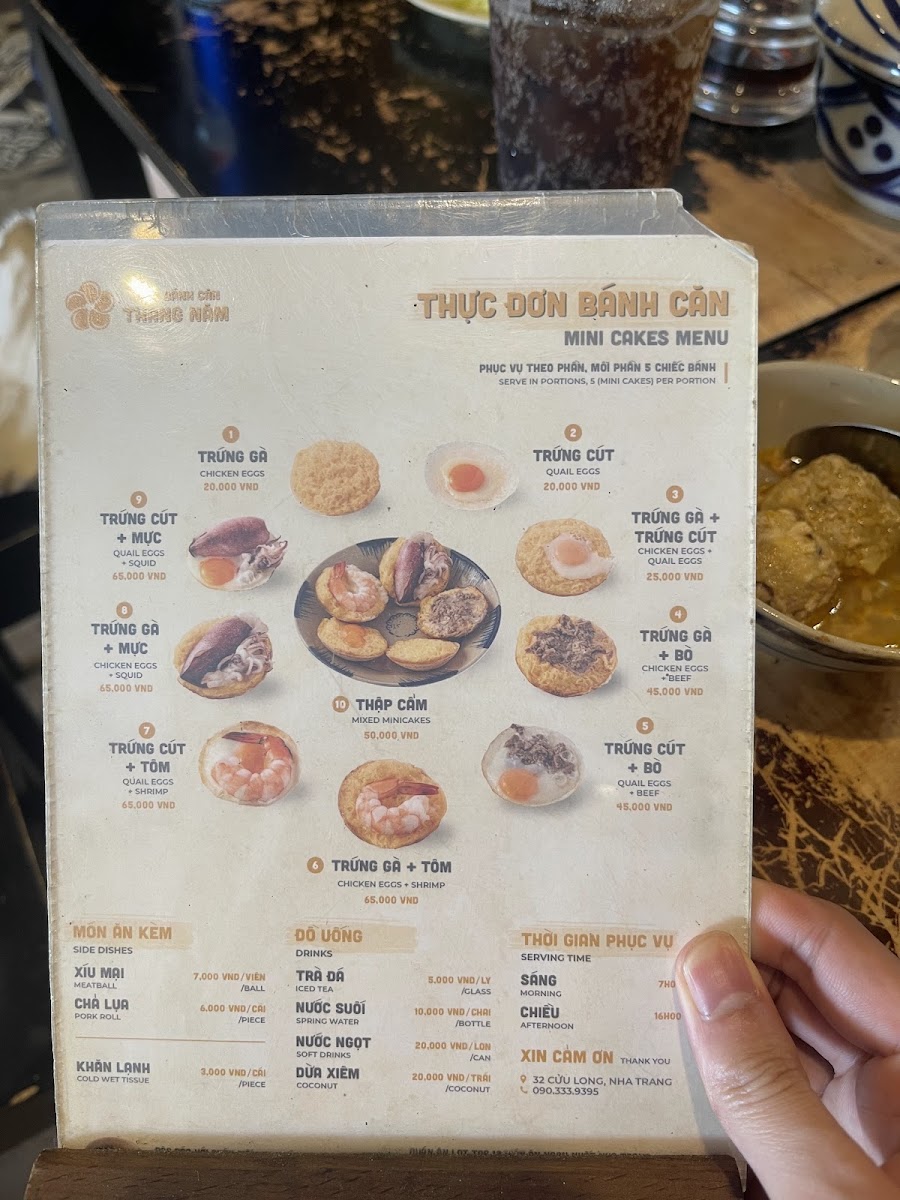 BÁNH CĂN
THÁNG NĂM
THỰC ĐƠN BÁNH CĂN
MINI CAKES MENU
PHỤC VỤ THEO PHẦN, MỖI PHẦN 5 CHIẾC BÁNH
SERVE IN PORTIONS, 5 (MINI CAKES) PER PORTION
1
TRỨNG GÀ
CHICKEN EGGS
20.000 VND
2
TRỨNG CÚT
QUAIL EGGS
20,000 VND
3
TRỨNG GÀ +
TRỨNG CÚT
CHICKEN EGGS +
QUAIL EGGS
25,000 VND
4
TRỨNG GÀ
+ BÒ
CHICKEN EGGS
+ BEEF
45,000 VND
5
TRỨNG CÚT
+ BÒ
QUAIL EGGS
+ BEEF
45,000 VND
6 TRỨNG GÀ + TÔM
CHICKEN EGGS + SHRIMP
65.000 VND
7
TRỨNG CÚT
+ TÔM
QUAIL EGGS
+ SHRIMP
65,000 VND
8
TRỨNG GÀ
+ MỰC
CHICKEN EGGS
+ SQUID
65,000 VND
9
TRỨNG CÚT
+ MỰC
QUAIL EGGS
+ SQUID
65.000 VND
10 THẬP CẨM
MIXED MINICAKES
50.000 VND
MÓN ĂN KÈM
SIDE DISHES
XÍU MẠI 7,000 VND/VIÊN
MEATBALL /BALL
CHẢ LỤA 6.000 VND/CÁI
PORK ROLL /PIECE
KHĂN LẠNH 3,000 VND/CÁI
COLD WET TISSUE /PIECE
ĐỒ UỐNG
DRINKS
TRÀ ĐÁ 5.000 VND/LY
ICED TEA /GLASS
NƯỚC SUỐI 10.000 VND/CHAI
SPRING WATER /BOTTLE
NƯỚC NGỌT 20,000 VND/LON
SOFT DRINKS /CAN
DỪA XIÊM 20,000 VND/TRÁI
COCONUT /COCONUT
THỜI GIAN PHỤC VỤ
SERVING TIME
SÁNG 7H0
MORNING
CHIỀU 16H00
AFTERNOON
XIN CẢM ƠN THANK YOU
32 CỬU LONG, NHA TRANG
090.333.9395